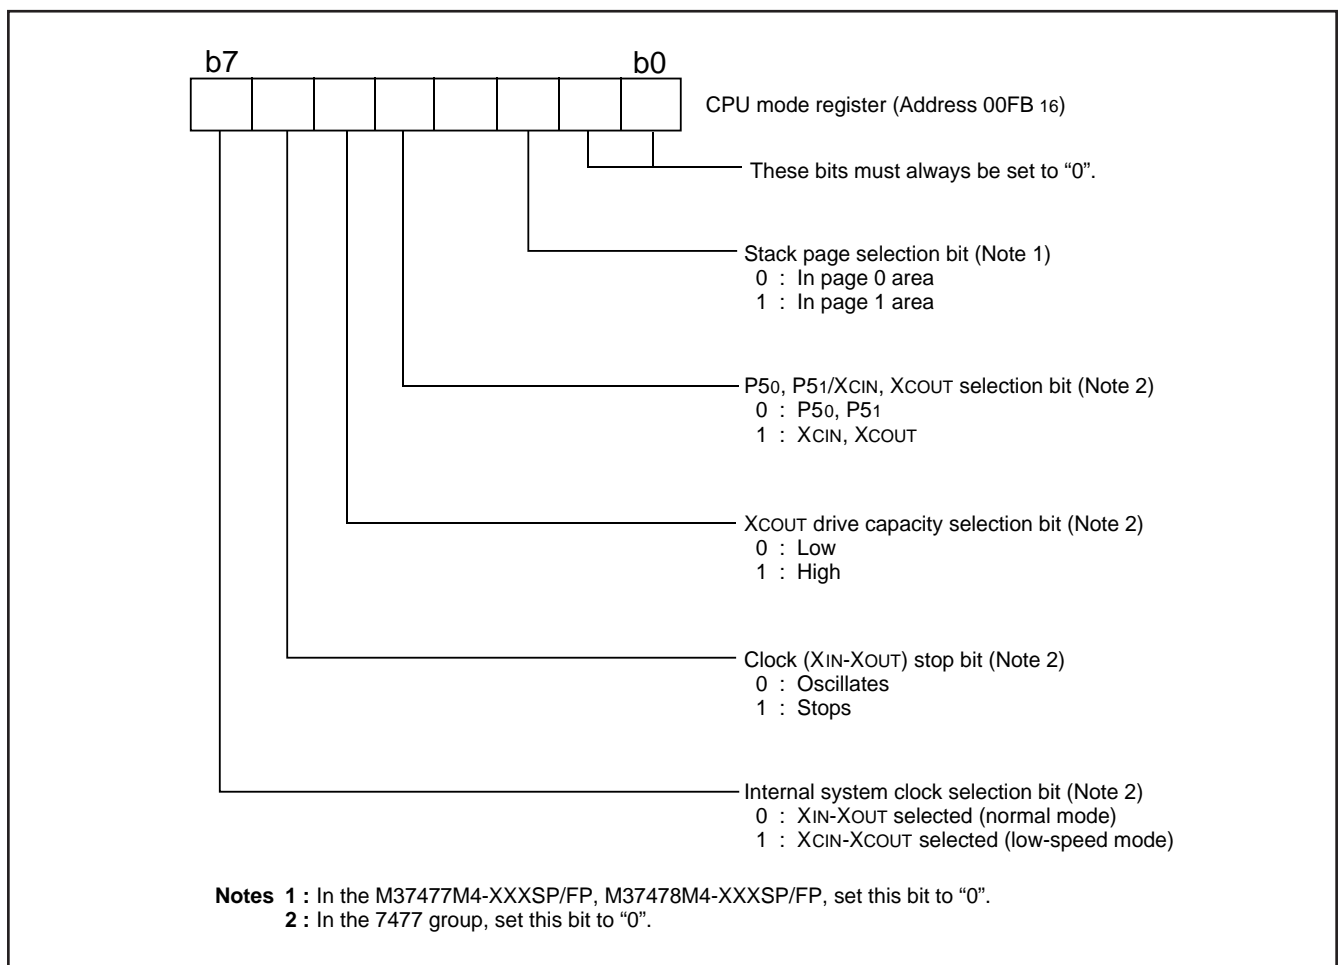 b7 b0
CPU mode register (Address 00FB 16)
These bits must always be set to “0”.
Stack page selection bit (Note 1)
0 : In page 0 area
1 : In page 1 area
P50, P51/XCIN, XCOUT selection bit (Note 2)
0 : P50, P51
1 : XCIN, XCOUT
XCOUT drive capacity selection bit (Note 2)
0 : Low
1 : High
Clock (XIN-XOUT) stop bit (Note 2)
0 : Oscillates
1 : Stops
Internal system clock selection bit (Note 2)
0 : XIN-XOUT selected (normal mode)
1 : XCIN-XCOUT selected (low-speed mode)
Notes 1 : In the M37477M4-XXXSP/FP, M37478M4-XXXSP/FP, set this bit to “0”.
2 : In the 7477 group, set this bit to “0”.